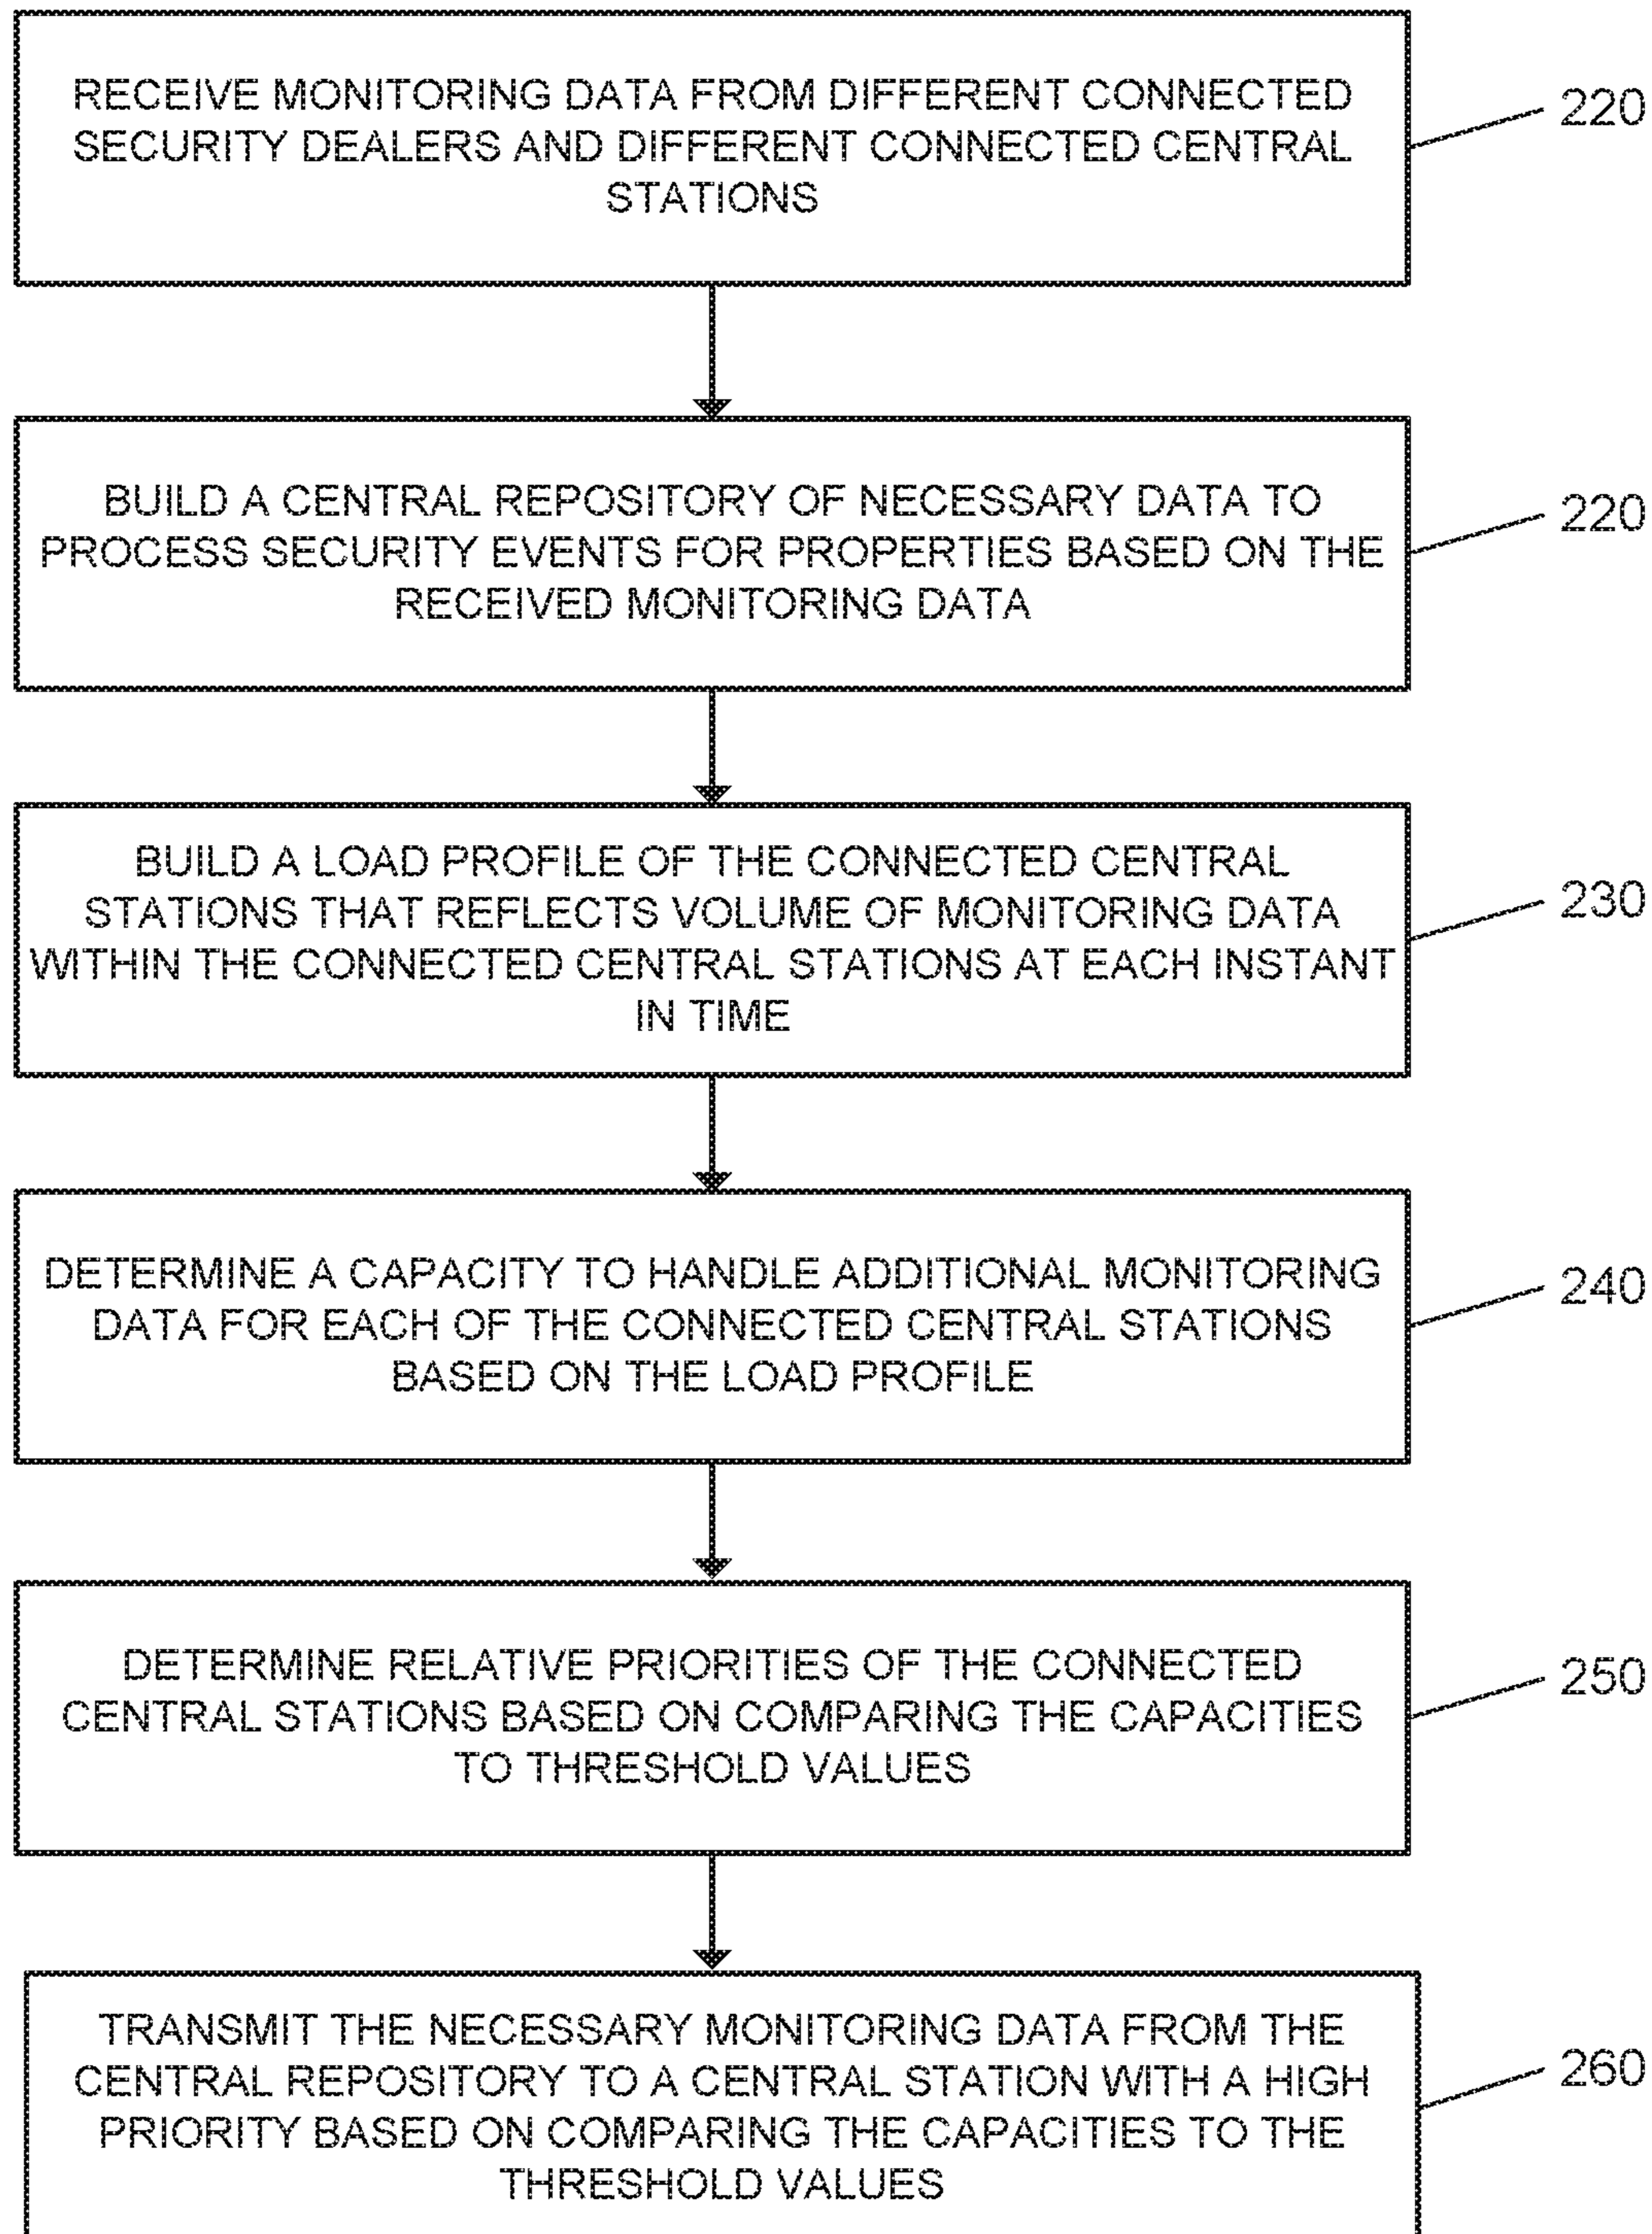 RECEIVE MONITORING DATA FROM DIFFERENT CONNECTED
SECURITY DEALERS AND DIFFERENT CONNECTED CENTRAL
STATIONS
220
BUILD A CENTRAL REPOSITORY OF NECESSARY DATA TO
PROCESS SECURITY EVENTS FOR PROPERTIES BASED ON THE
RECEIVED MONITORING DATA
220
BUILD A LOAD PROFILE OF THE CONNECTED CENTRAL
STATIONS THAT REFLECTS VOLUME OF MONITORING DATA
WITHIN THE CONNECTED CENTRAL STATIONS AT EACH INSTANT
IN TIME
230
DETERMINE A CAPACITY TO HANDLE ADDITIONAL MONITORING
DATA FOR EACH OF THE CONNECTED CENTRAL STATIONS
BASED ON THE LOAD PROFILE
240
DETERMINE RELATIVE PRIORITIES OF THE CONNECTED
CENTRAL STATIONS BASED ON COMPARING THE CAPACITIES
TO THRESHOLD VALUES
250
TRANSMIT THE NECESSARY MONITORING DATA FROM THE
CENTRAL REPOSITORY TO A CENTRAL STATION WITH A HIGH
PRIORITY BASED ON COMPARING THE CAPACITIES TO THE
THRESHOLD VALUES
260